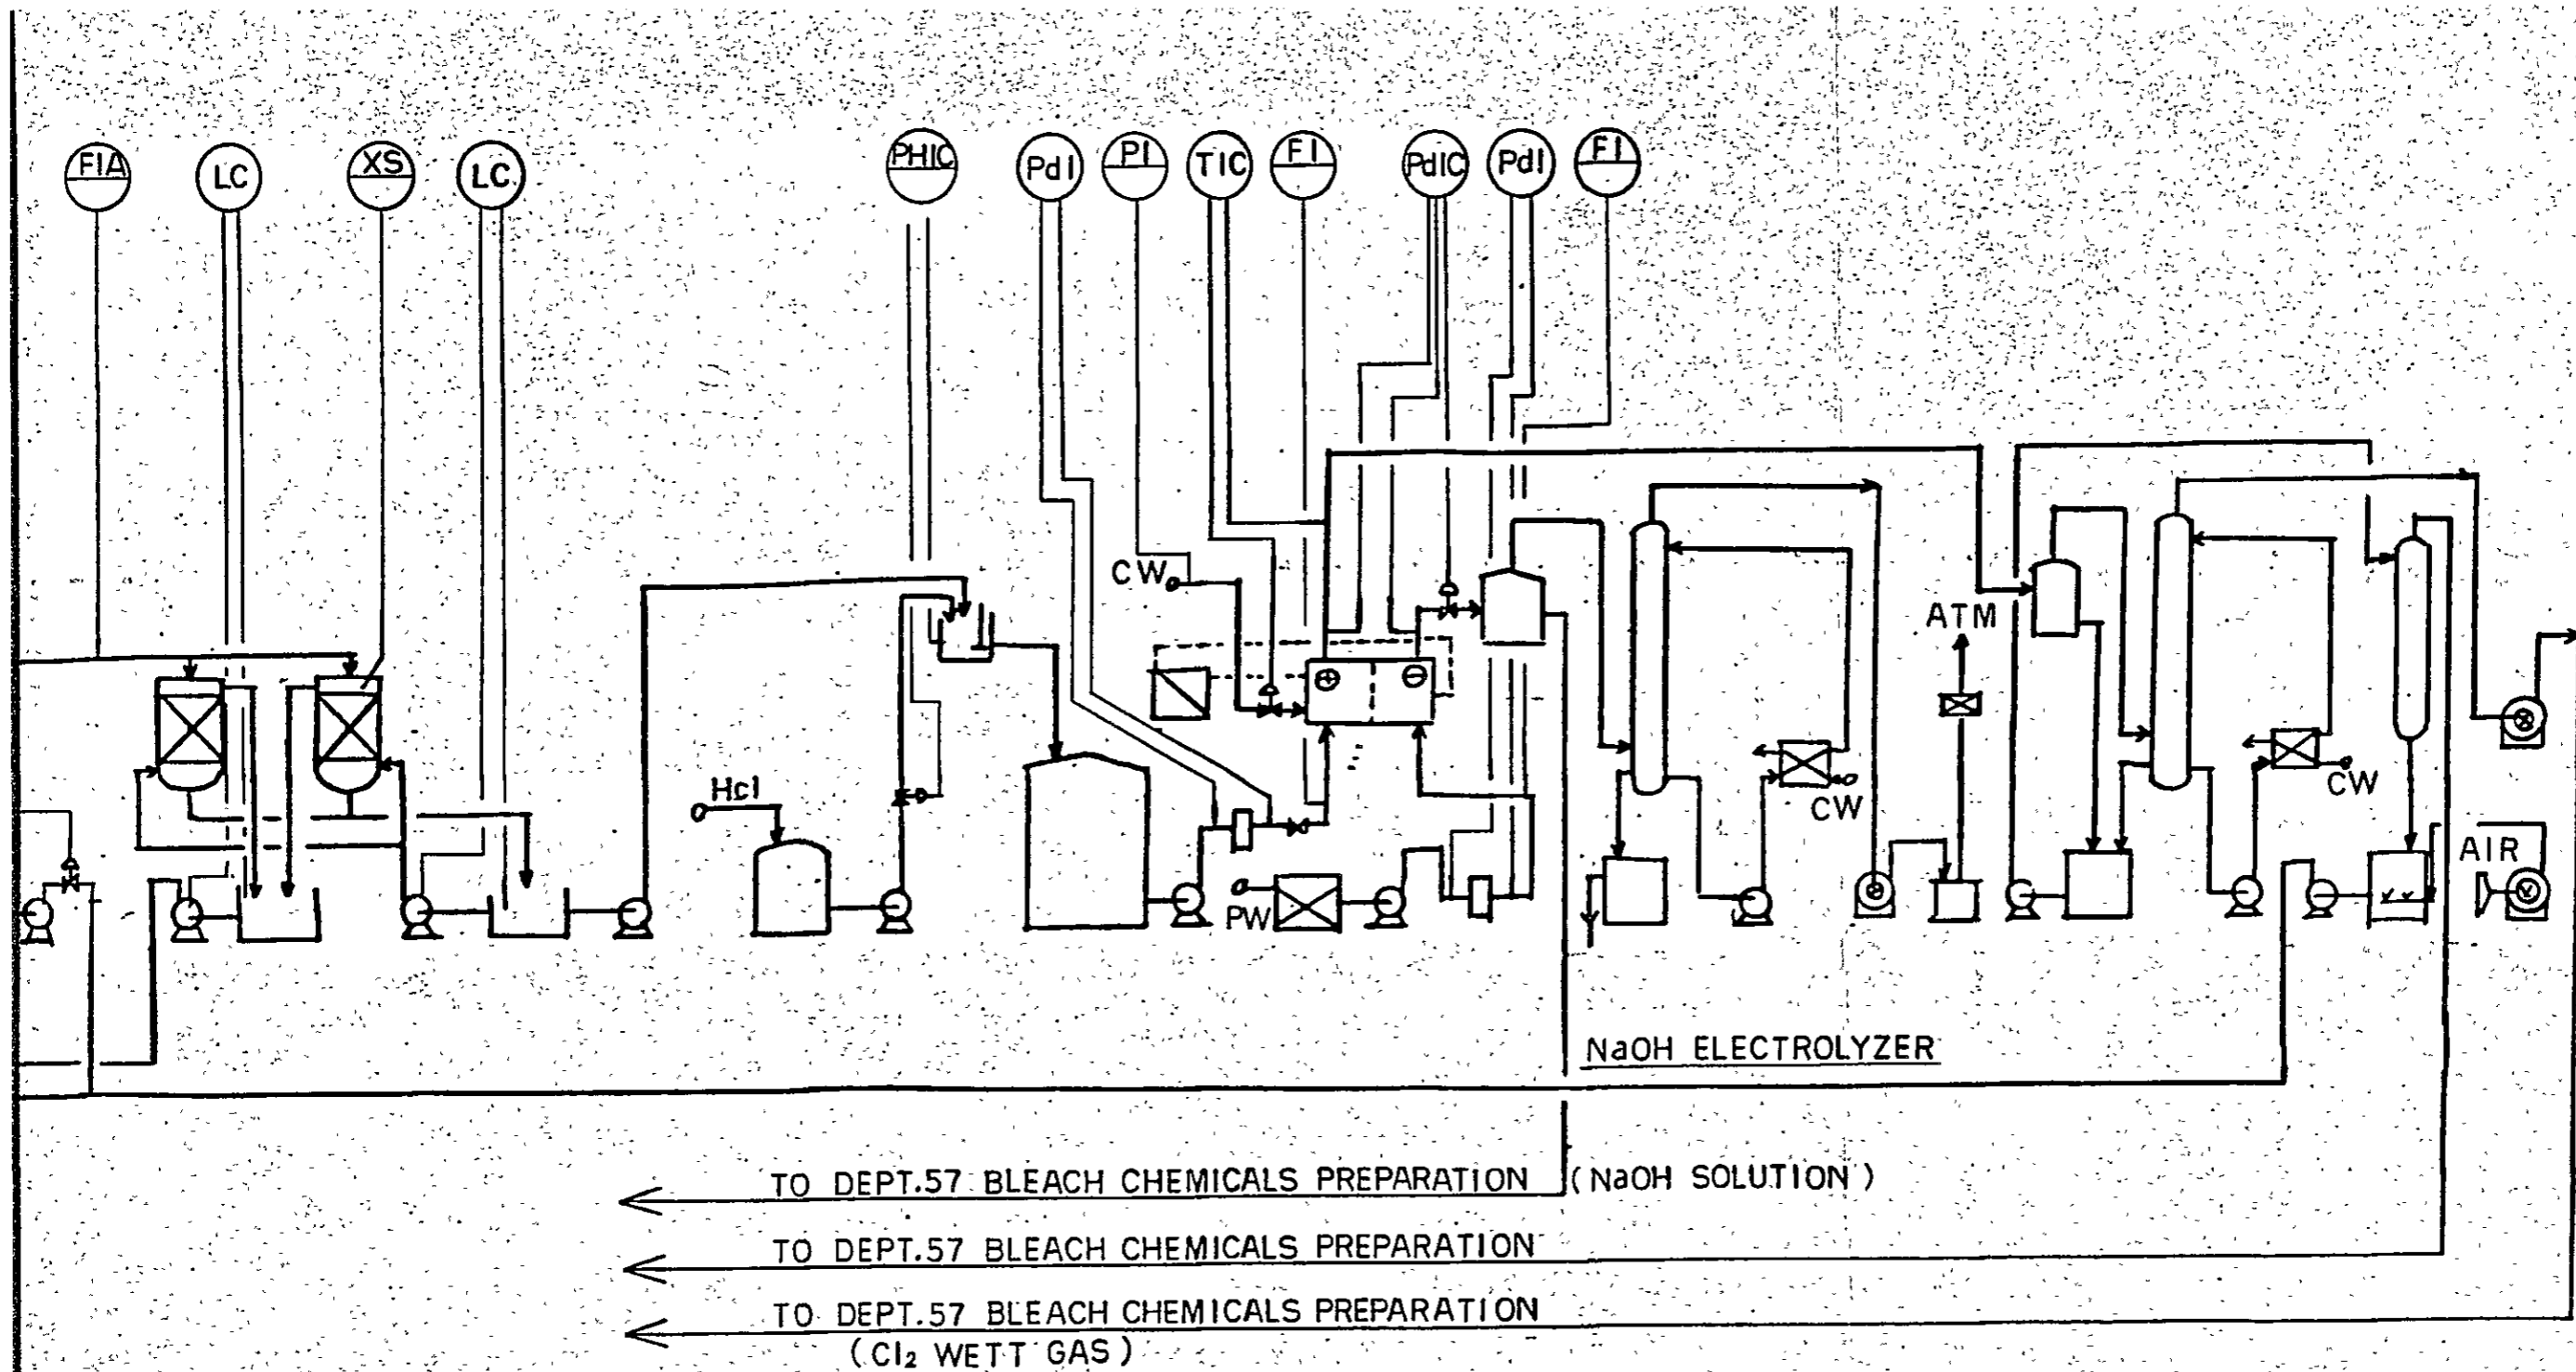 FIA
LC
XS
LC
PHIC
PdI
PI
TIC
FI
PdIC
PdI
FI
CW
ATM
Hcl
CW
CW
PW
AIR
NaOH ELECTROLYZER
TO DEPT.57 BLEACH CHEMICALS PREPARATION (NaOH SOLUTION)
TO DEPT.57 BLEACH CHEMICALS PREPARATION
TO DEPT.57 BLEACH CHEMICALS PREPARATION
(Cl₂ WETT GAS)